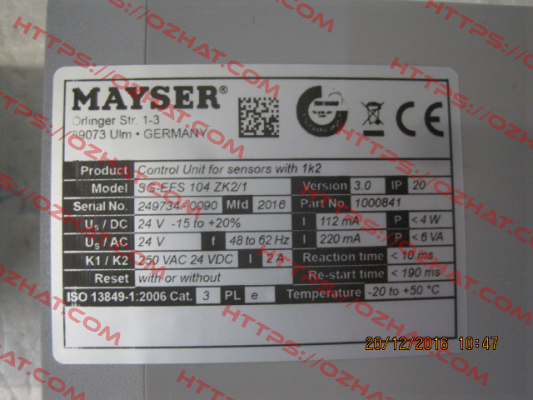 MAYSER®
Örlinger Str. 1-3
89073 Ulm • GERMANY
TÜV NORD
CE
Product Control Unit for sensors with 1k2
Model SG-EFS 104 ZK2/1 Version 3.0 IP 20
Serial No. 249734-0090 Mfd 2016 Part No 1000841
Us / DC 24 V -15 to +20% I 112 mA P < 4 W
Us / AC 24 V f 48 to 62 Hz I 220 mA P < 6 VA
K1 / K2 250 VAC 24 VDC I 2 A Reaction time < 10 ms
Reset with or without Re-start time < 190 ms
ISO 13849-1:2006 Cat. 3 PL e Temperature -20 to +50 °C
20/12/2016 10:47
HTTPS://OZHAT.COM